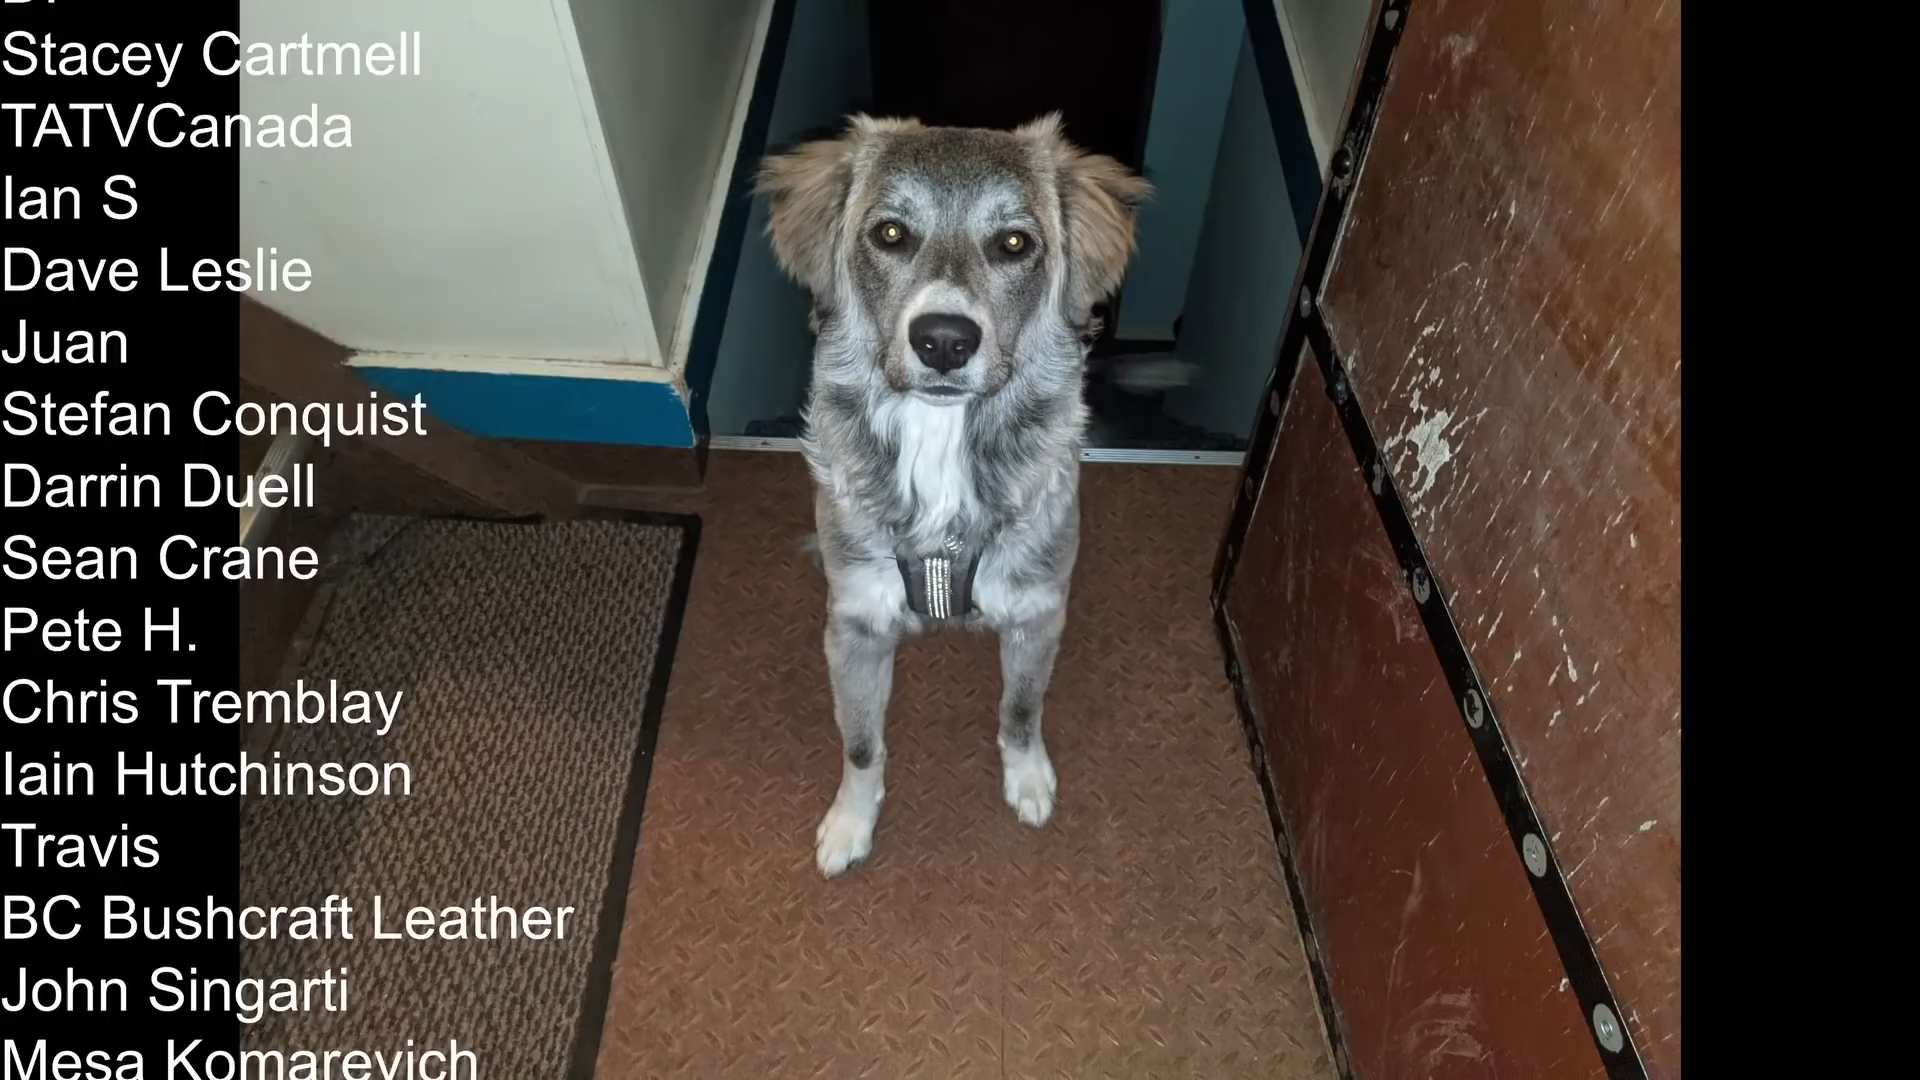 Stacey Cartmell
TATVCanada
Ian S
Dave Leslie
Juan
Stefan Conquist
Darrin Duell
Sean Crane
Pete H.
Chris Tremblay
Iain Hutchinson
Travis
BC Bushcraft Leather
John Singarti
Mesa Komarevich